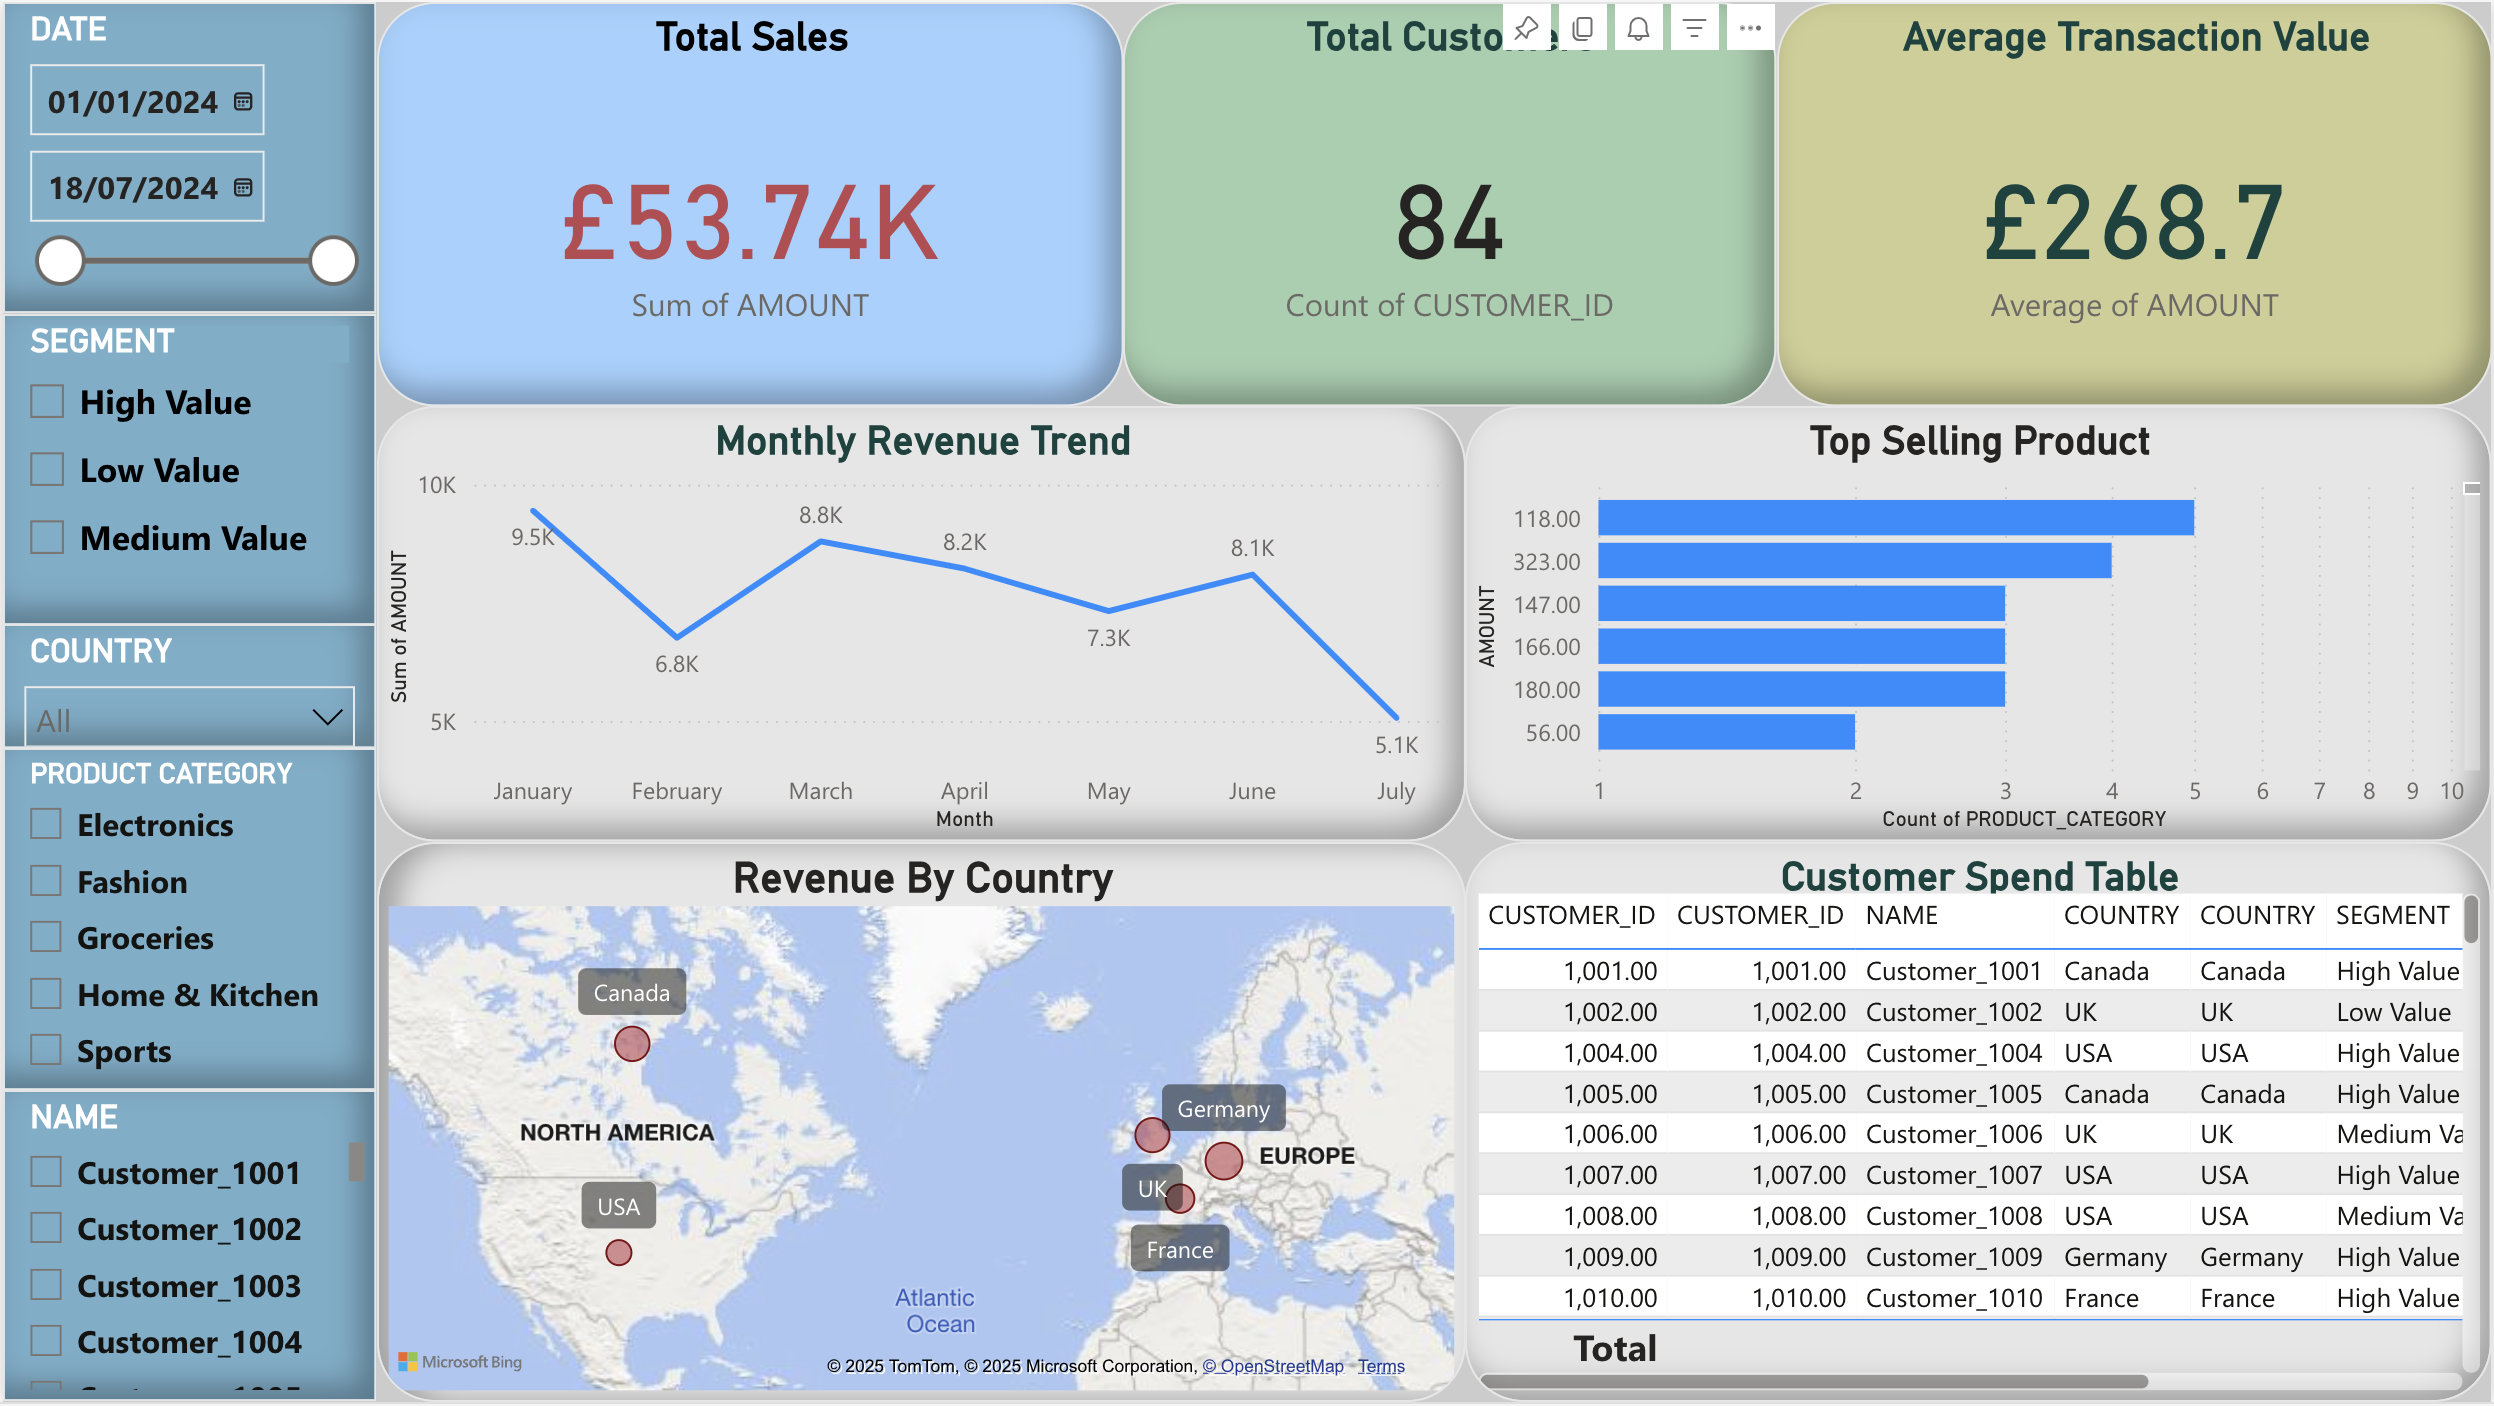 DATE
01/01/2024
18/07/2024
SEGMENT
High Value
Low Value
Medium Value
COUNTRY
All
PRODUCT CATEGORY
Electronics
Fashion
Groceries
Home & Kitchen
Sports
NAME
Customer_1001
Customer_1002
Customer_1003
Customer_1004
Total Sales
£53.74K
Sum of AMOUNT
Total Customers
84
Count of CUSTOMER_ID
Average Transaction Value
£268.7
Average of AMOUNT
Monthly Revenue Trend
Sum of AMOUNT
10K
5K
9.5K
6.8K
8.8K
8.2K
7.3K
8.1K
5.1K
January February March April May June July
Month
Top Selling Product
AMOUNT
118.00
323.00
147.00
166.00
180.00
56.00
1 2 3 4 5 6 7 8 9 10
Count of PRODUCT_CATEGORY
Revenue By Country
Canada
NORTH AMERICA
USA
Germany
EUROPE
UK
France
Atlantic
Ocean
Microsoft Bing
© 2025 TomTom, © 2025 Microsoft Corporation, © OpenStreetMap Terms
Customer Spend Table
CUSTOMER_ID CUSTOMER_ID NAME COUNTRY COUNTRY SEGMENT
1,001.00 1,001.00 Customer_1001 Canada Canada High Value
1,002.00 1,002.00 Customer_1002 UK UK Low Value
1,004.00 1,004.00 Customer_1004 USA USA High Value
1,005.00 1,005.00 Customer_1005 Canada Canada High Value
1,006.00 1,006.00 Customer_1006 UK UK Medium Va
1,007.00 1,007.00 Customer_1007 USA USA High Value
1,008.00 1,008.00 Customer_1008 USA USA Medium Va
1,009.00 1,009.00 Customer_1009 Germany Germany High Value
1,010.00 1,010.00 Customer_1010 France France High Value
Total